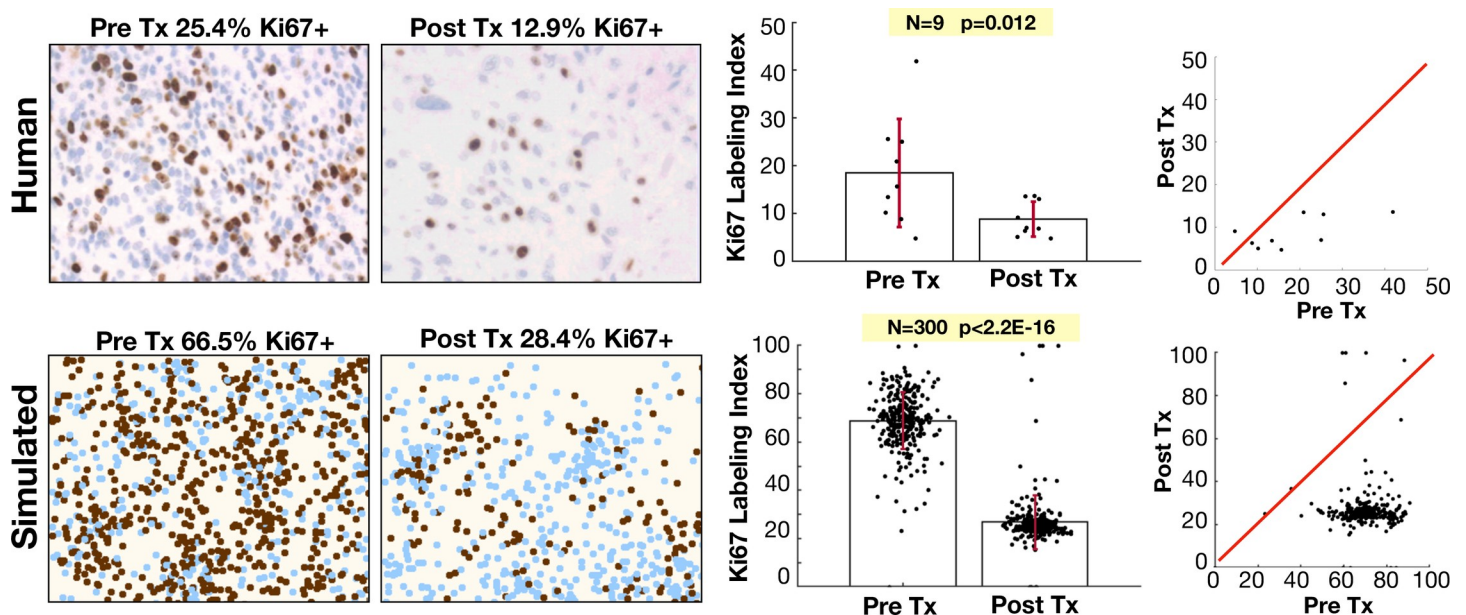 Pre Tx 25.4% Ki67+
Post Tx 12.9% Ki67+
Human
N=9 p=0.012
Ki67 Labeling Index
50
40
30
20
10
0
Pre Tx
Post Tx
Post Tx
50
40
30
20
10
0
0 10 20 30 40 50
Pre Tx
Pre Tx 66.5% Ki67+
Post Tx 28.4% Ki67+
Simulated
N=300 p<2.2E-16
Ki67 Labeling Index
100
80
60
40
20
0
Pre Tx
Post Tx
Post Tx
100
80
60
40
20
0
0 20 40 60 80 100
Pre Tx